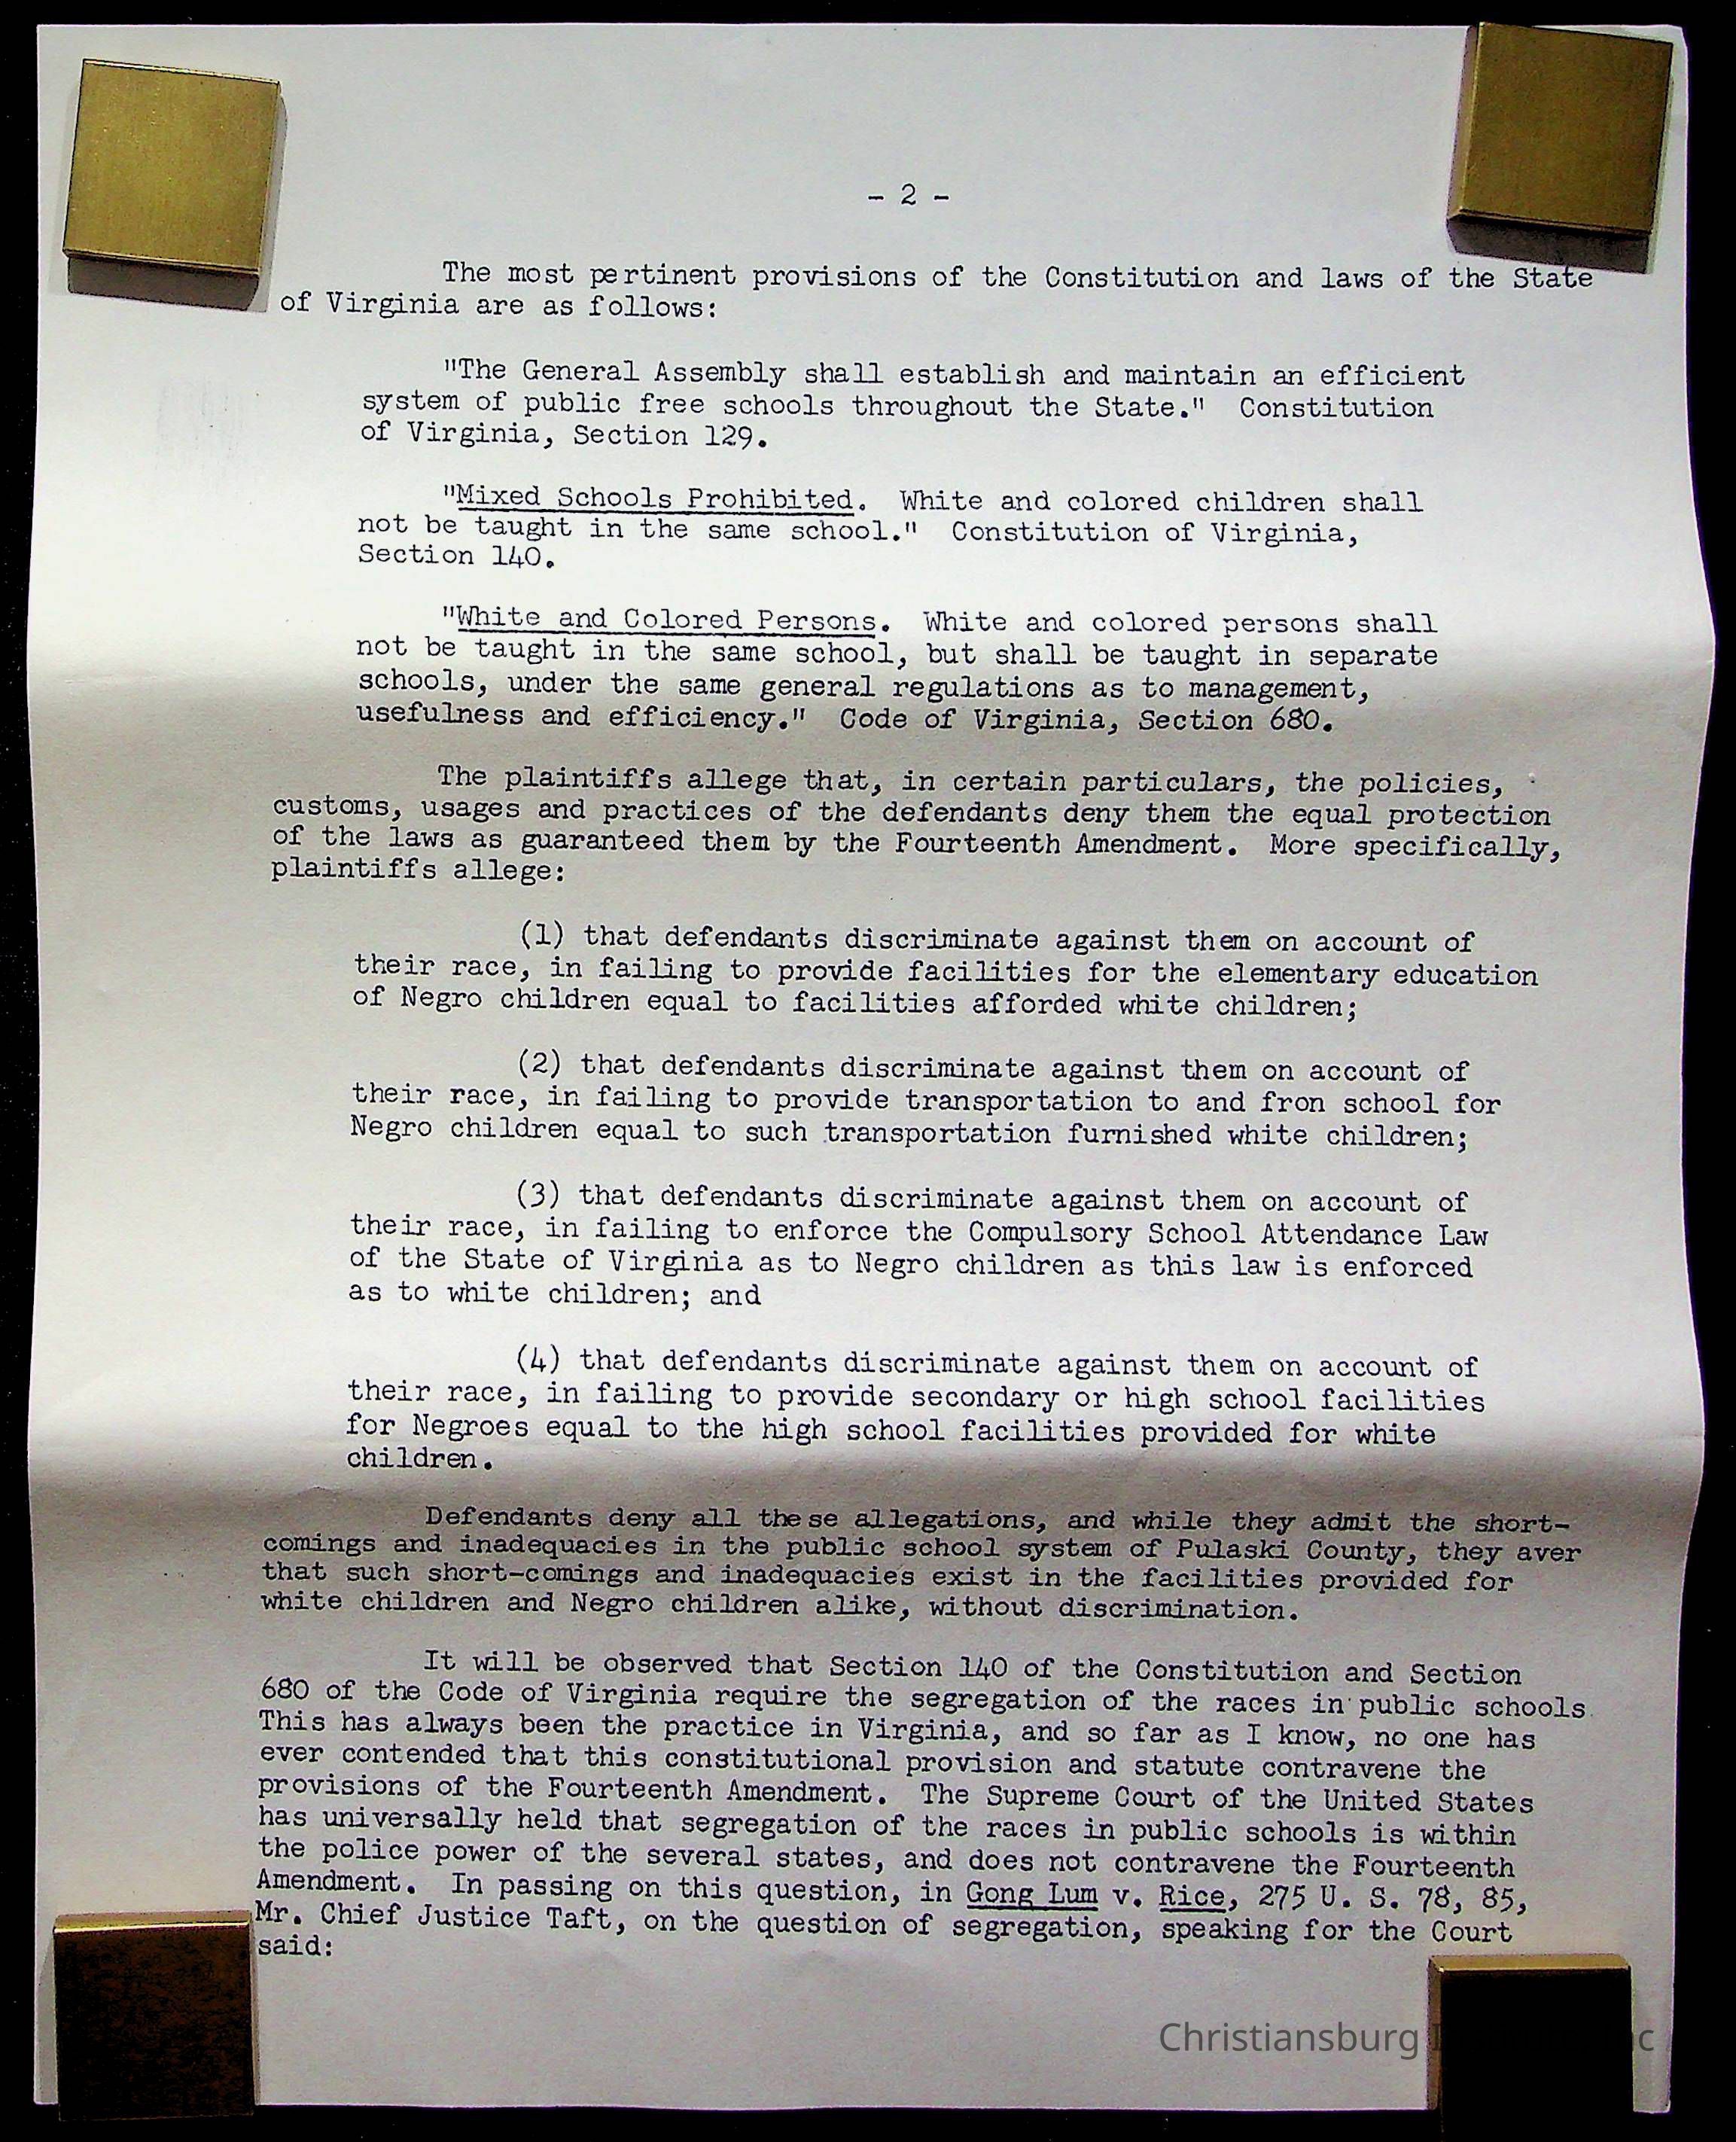 - 2 -
The most pertinent provisions of the Constitution and laws of the State
of Virginia are as follows:
"The General Assembly shall establish and maintain an efficient
system of public free schools throughout the State." Constitution
of Virginia, Section 129.
"Mixed Schools Prohibited. White and colored children shall
not be taught in the same school." Constitution of Virginia,
Section 140.
"White and Colored Persons. White and colored persons shall
not be taught in the same school, but shall be taught in separate
schools, under the same general regulations as to management,
usefulness and efficiency." Code of Virginia, Section 680.
The plaintiffs allege that, in certain particulars, the policies,
customs, usages and practices of the defendants deny them the equal protection
of the laws as guaranteed them by the Fourteenth Amendment. More specifically,
plaintiffs allege:
(1) that defendants discriminate against them on account of
their race, in failing to provide facilities for the elementary education
of Negro children equal to facilities afforded white children;
(2) that defendants discriminate against them on account of
their race, in failing to provide transportation to and fron school for
Negro children equal to such transportation furnished white children;
(3) that defendants discriminate against them on account of
their race, in failing to enforce the Compulsory School Attendance Law
of the State of Virginia as to Negro children as this law is enforced
as to white children; and
(4) that defendants discriminate against them on account of
their race, in failing to provide secondary or high school facilities
for Negroes equal to the high school facilities provided for white
children.
Defendants deny all these allegations, and while they admit the short-
comings and inadequacies in the public school system of Pulaski County, they aver
that such short-comings and inadequacies exist in the facilities provided for
white children and Negro children alike, without discrimination.
It will be observed that Section 140 of the Constitution and Section
680 of the Code of Virginia require the segregation of the races in public schools.
This has always been the practice in Virginia, and so far as I know, no one has
ever contended that this constitutional provision and statute contravene the
provisions of the Fourteenth Amendment. The Supreme Court of the United States
has universally held that segregation of the races in public schools is within
the police power of the several states, and does not contravene the Fourteenth
Amendment. In passing on this question, in Gong Lum v. Rice, 275 U. S. 78, 85,
Mr. Chief Justice Taft, on the question of segregation, speaking for the Court
said:
Christiansburg